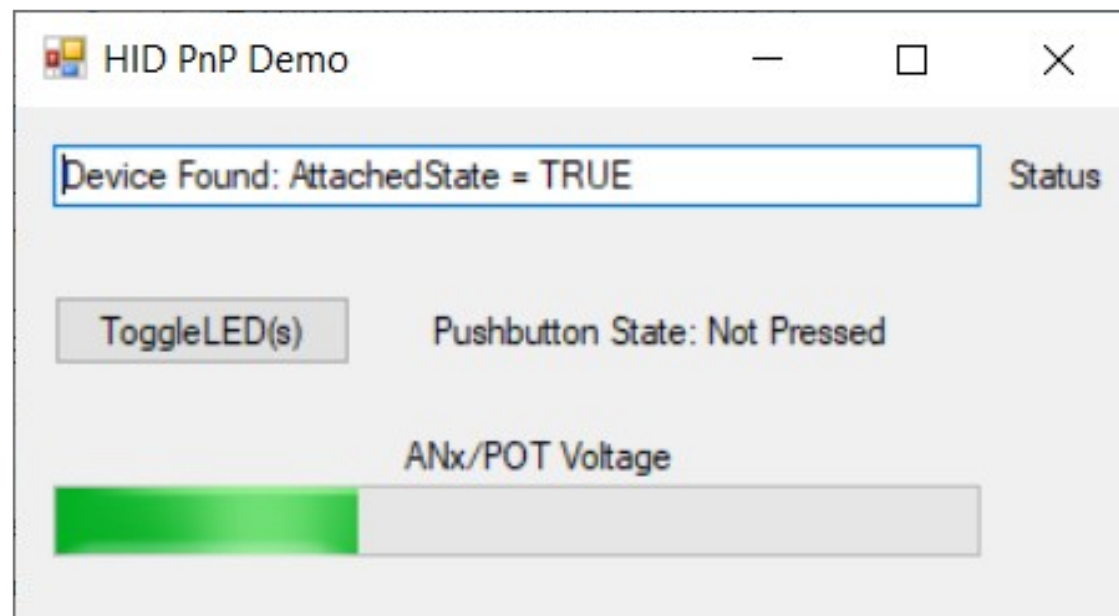 HID PnP Demo
Device Found: AttachedState = TRUE Status
ToggleLED(s) Pushbutton State: Not Pressed
ANx/POT Voltage